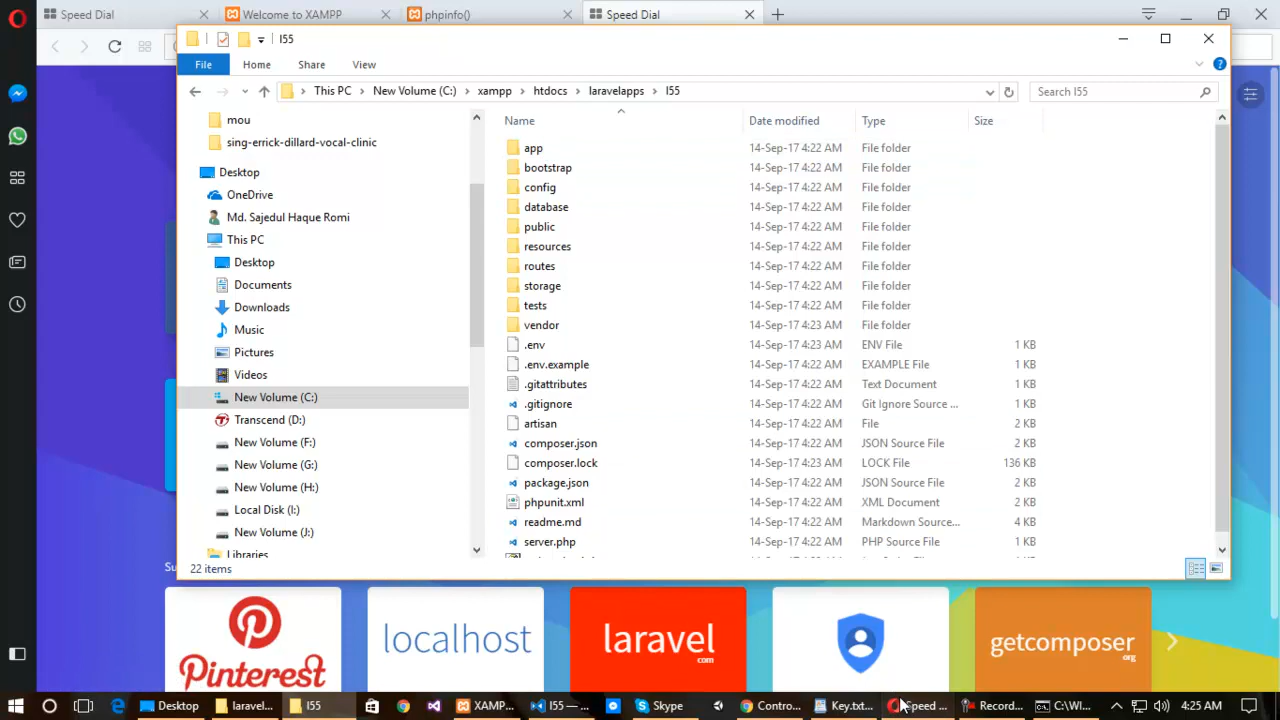 Speed Dial
Welcome to XAMPP
phpinfo()
Speed Dial
l55
File
Home
Share
View
This PC
New Volume (C:)
xampp
htdocs
laravelapps
l55
Search l55
mou
sing-errick-dillard-vocal-clinic
Desktop
OneDrive
Md. Sajedul Haque Romi
This PC
Desktop
Documents
Downloads
Music
Pictures
Videos
New Volume (C:)
Transcend (D:)
New Volume (F:)
New Volume (G:)
New Volume (H:)
Local Disk (I:)
New Volume (J:)
Libraries
Name Date modified Type Size
app 14-Sep-17 4:22 AM File folder
bootstrap 14-Sep-17 4:22 AM File folder
config 14-Sep-17 4:22 AM File folder
database 14-Sep-17 4:22 AM File folder
public 14-Sep-17 4:22 AM File folder
resources 14-Sep-17 4:22 AM File folder
routes 14-Sep-17 4:22 AM File folder
storage 14-Sep-17 4:22 AM File folder
tests 14-Sep-17 4:22 AM File folder
vendor 14-Sep-17 4:23 AM File folder
.env 14-Sep-17 4:23 AM ENV File 1 KB
.env.example 14-Sep-17 4:22 AM EXAMPLE File 1 KB
.gitattributes 14-Sep-17 4:22 AM Text Document 1 KB
.gitignore 14-Sep-17 4:22 AM Git Ignore Source ... 1 KB
artisan 14-Sep-17 4:22 AM File 2 KB
composer.json 14-Sep-17 4:22 AM JSON Source File 2 KB
composer.lock 14-Sep-17 4:23 AM LOCK File 136 KB
package.json 14-Sep-17 4:22 AM JSON Source File 2 KB
phpunit.xml 14-Sep-17 4:22 AM XML Document 2 KB
readme.md 14-Sep-17 4:22 AM Markdown Source... 4 KB
server.php 14-Sep-17 4:22 AM PHP Source File 1 KB
22 items
Su
Pinterest
localhost
laravel
com
getcomposer
org
Desktop
laravel...
l55
XAMP...
l55 — ...
Skype
Contro...
Key.txt...
Speed ...
Record...
C:\WI...
4:25 AM